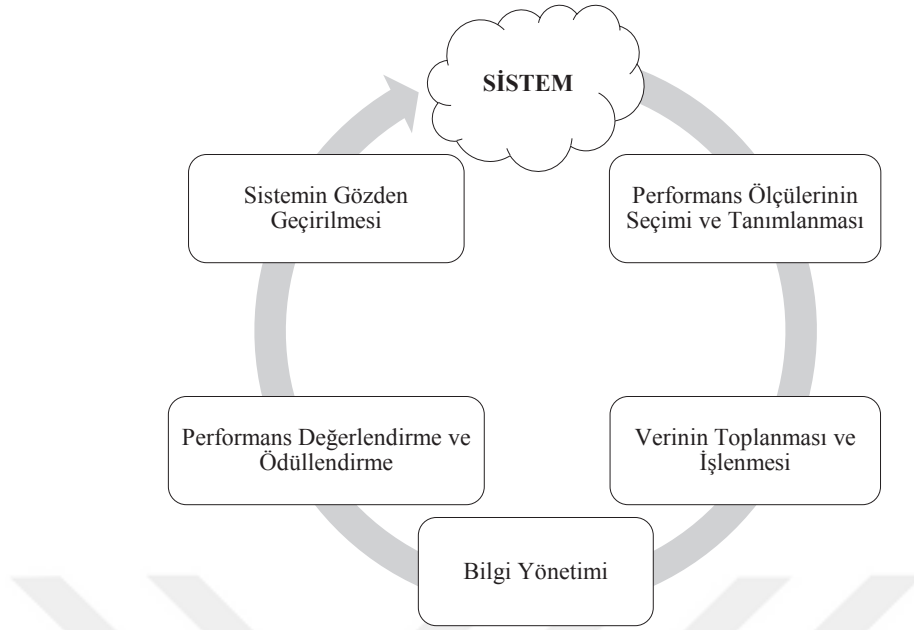 SİSTEM
Performans Ölçülerinin
Seçimi ve Tanımlanması
Verinin Toplanması ve
İşlenmesi
Bilgi Yönetimi
Performans Değerlendirme ve
Ödüllendirme
Sistemin Gözden
Geçirilmesi